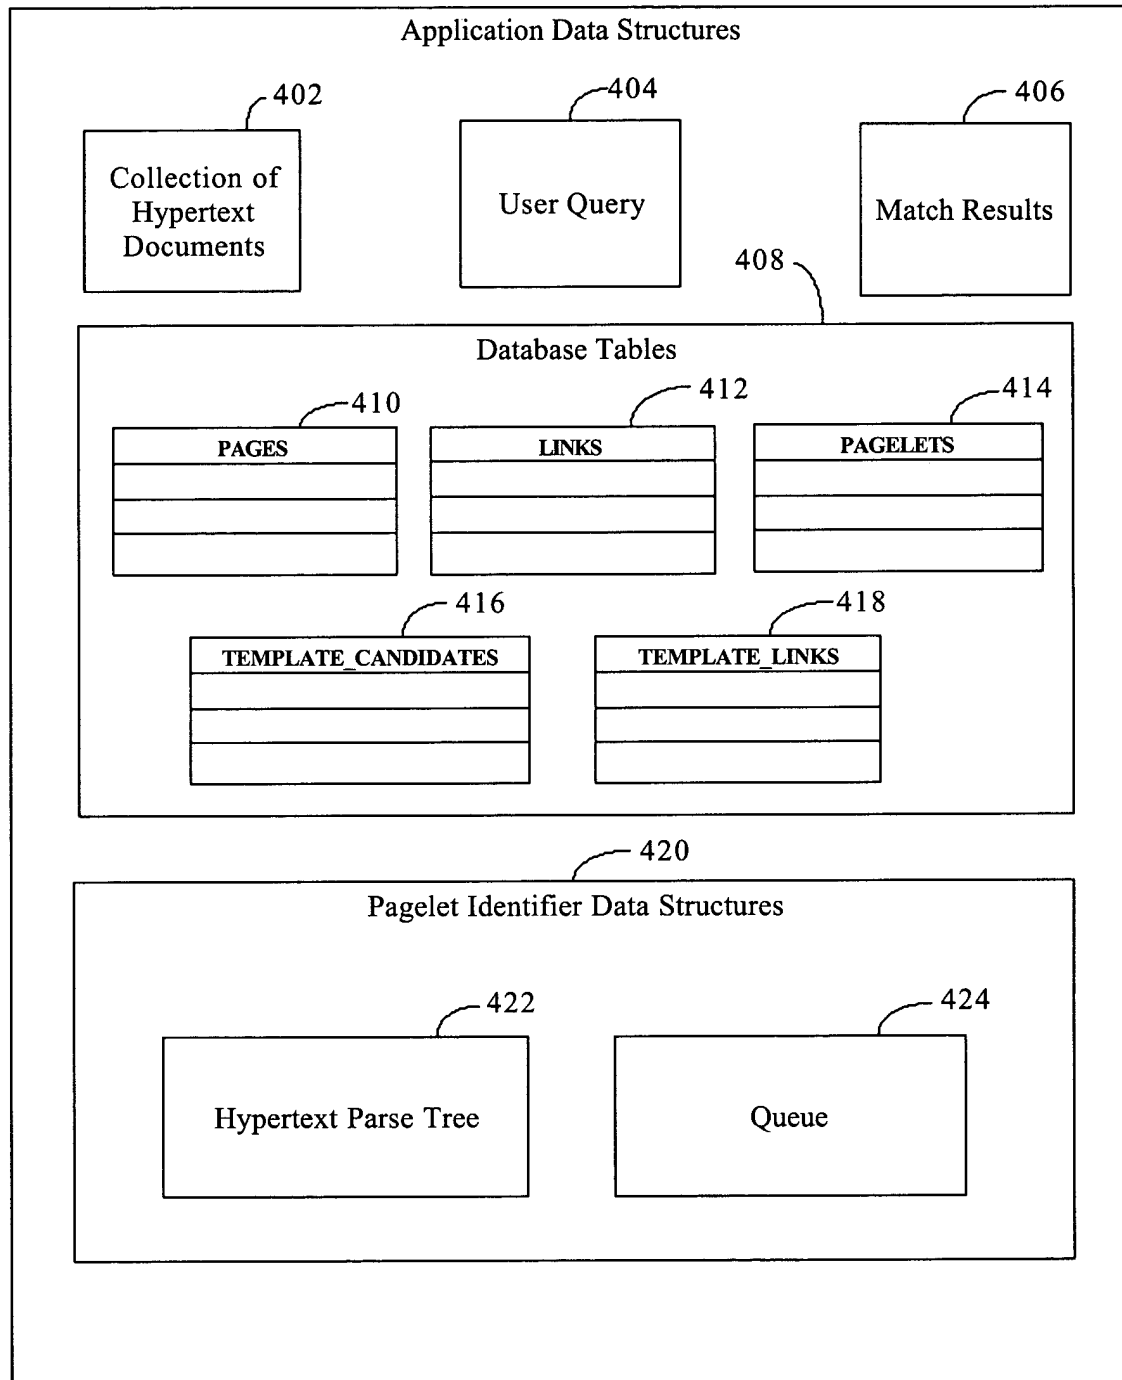 Application Data Structures
402
404
406
Collection of
Hypertext
Documents
User Query
Match Results
408
Database Tables
410
412
414
PAGES
LINKS
PAGELETS
416
418
TEMPLATE_CANDIDATES
TEMPLATE_LINKS
420
Pagelet Identifier Data Structures
422
424
Hypertext Parse Tree
Queue